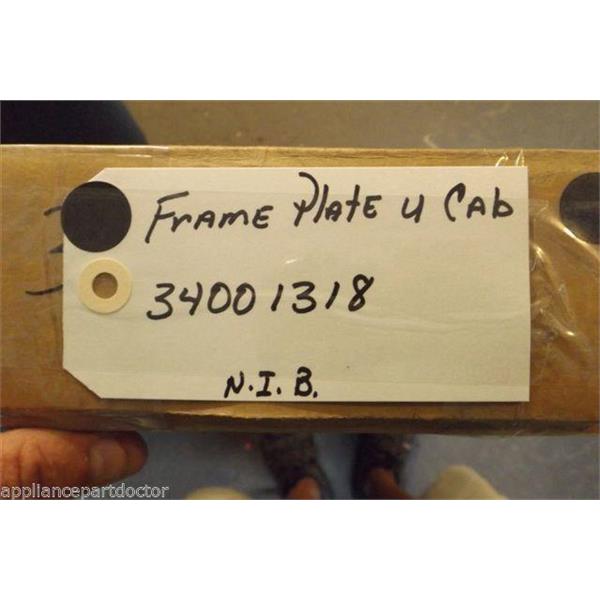 FRAME PlatE U CAb
34001318
N.I.B.
appliancepartdoctor